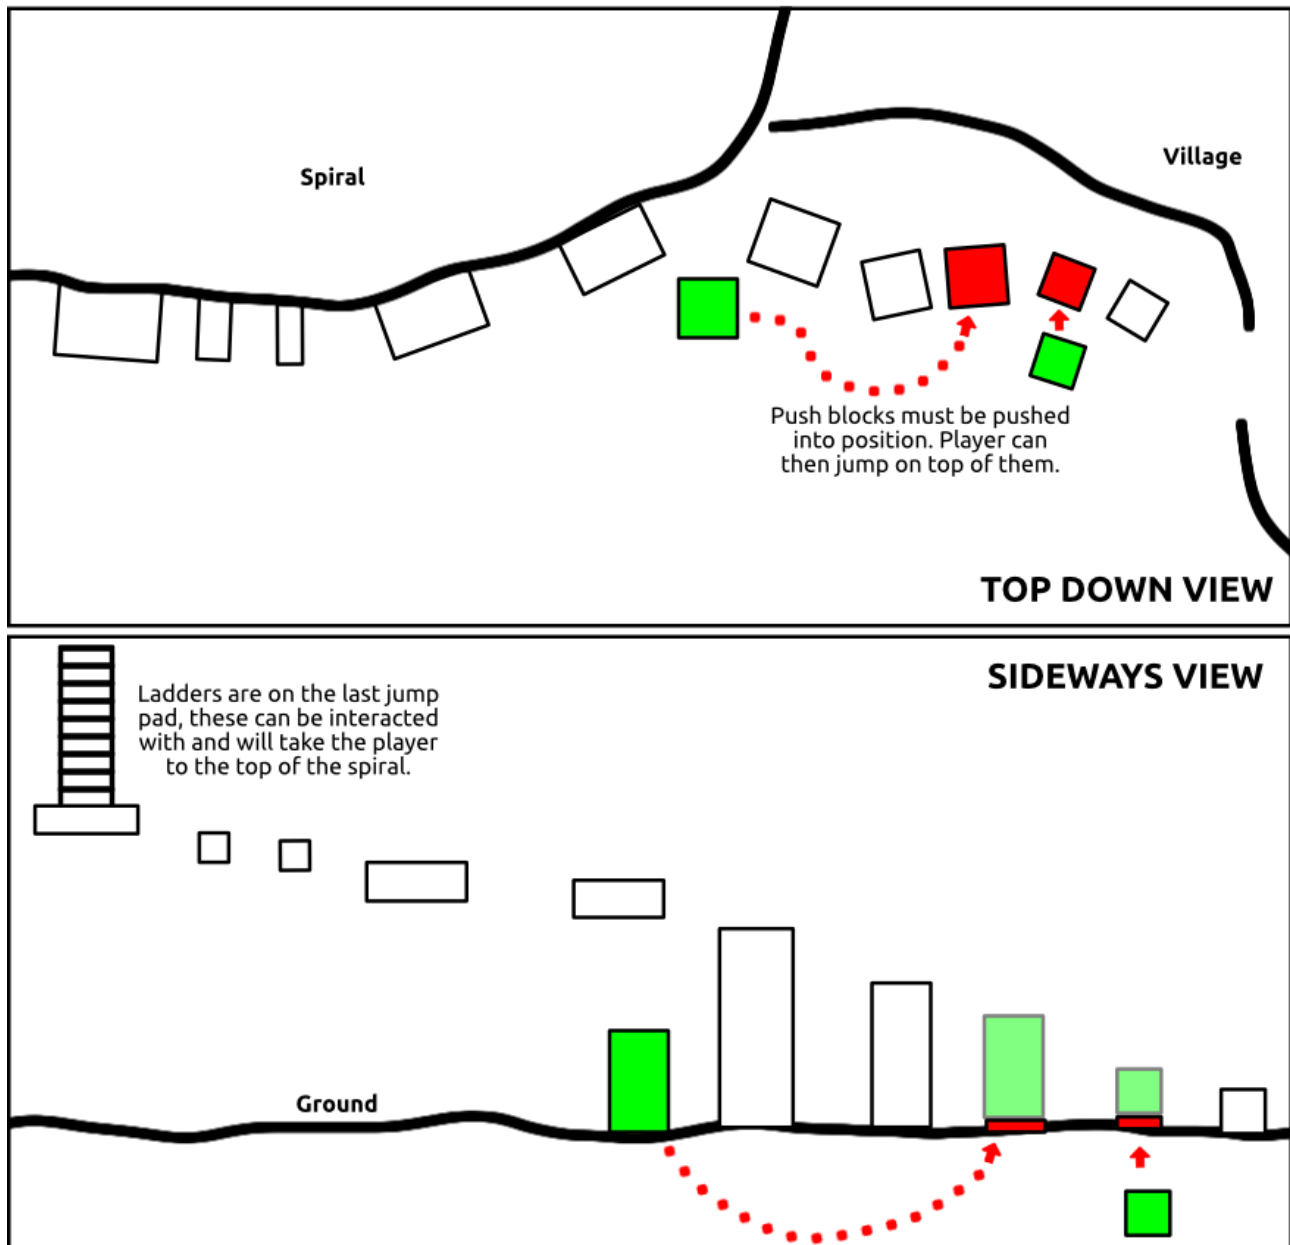 Spiral
Village
Push blocks must be pushed
into position. Player can
then jump on top of them.
TOP DOWN VIEW
SIDEWAYS VIEW
Ladders are on the last jump
pad, these can be interacted
with and will take the player
to the top of the spiral.
Ground